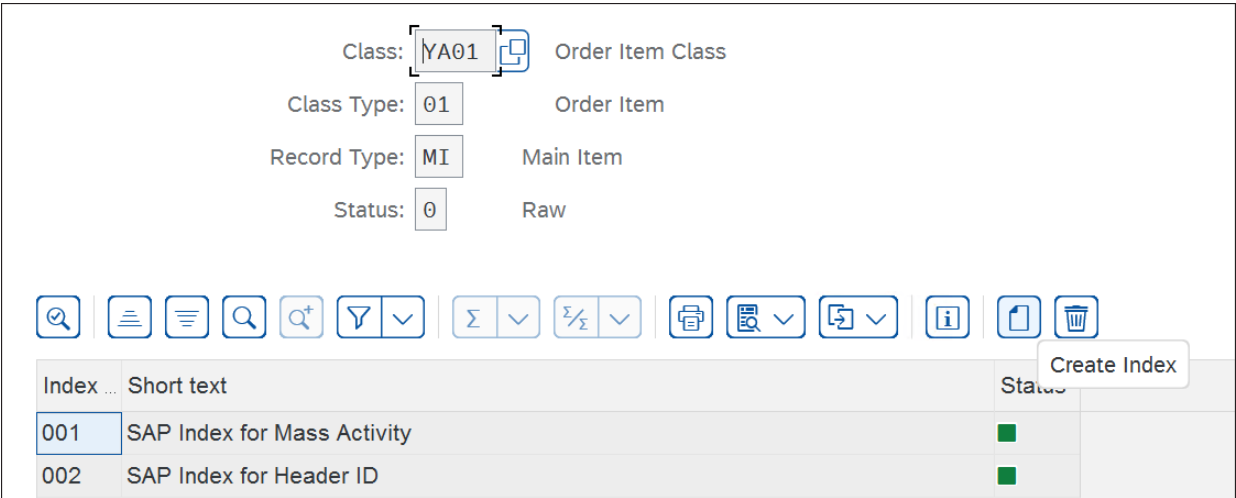 Class: YA01 Order Item Class
Class Type: 01 Order Item
Record Type: MI Main Item
Status: 0 Raw
Create Index
Index ... Short text Status
001 SAP Index for Mass Activity
002 SAP Index for Header ID